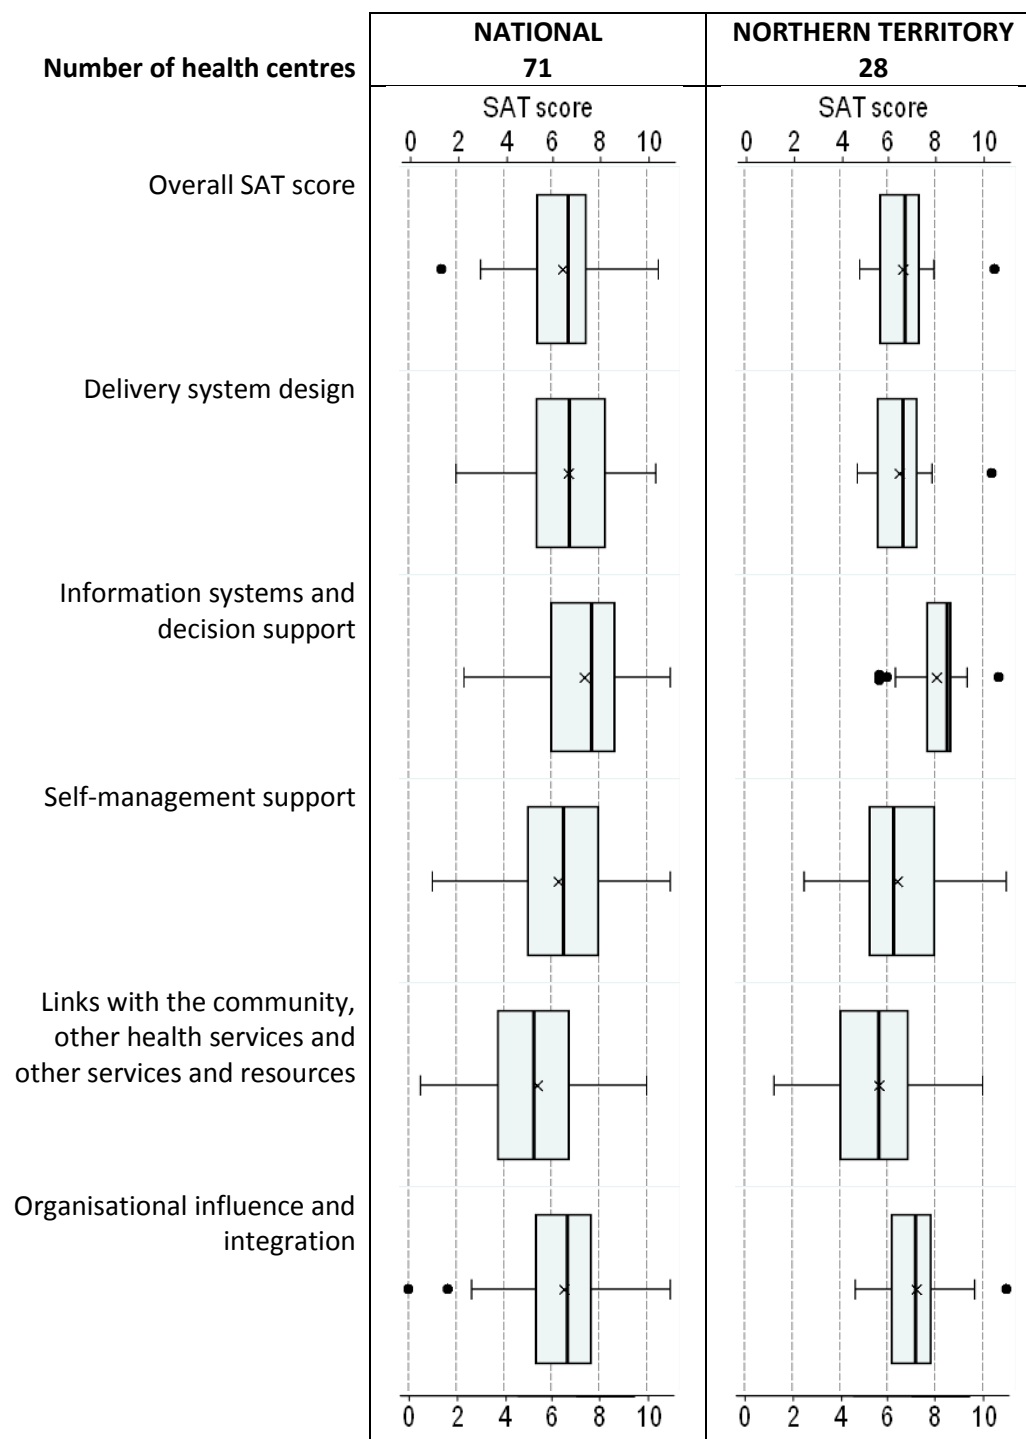 NATIONAL NORTHERN TERRITORY
Number of health centres 71 28
SAT score SAT score
0 2 4 6 8 10 0 2 4 6 8 10
Overall SAT score
Delivery system design
Information systems and
decision support
Self-management support
Links with the community,
other health services and
other services and resources
Organisational influence and
integration
0 2 4 6 8 10 0 2 4 6 8 10